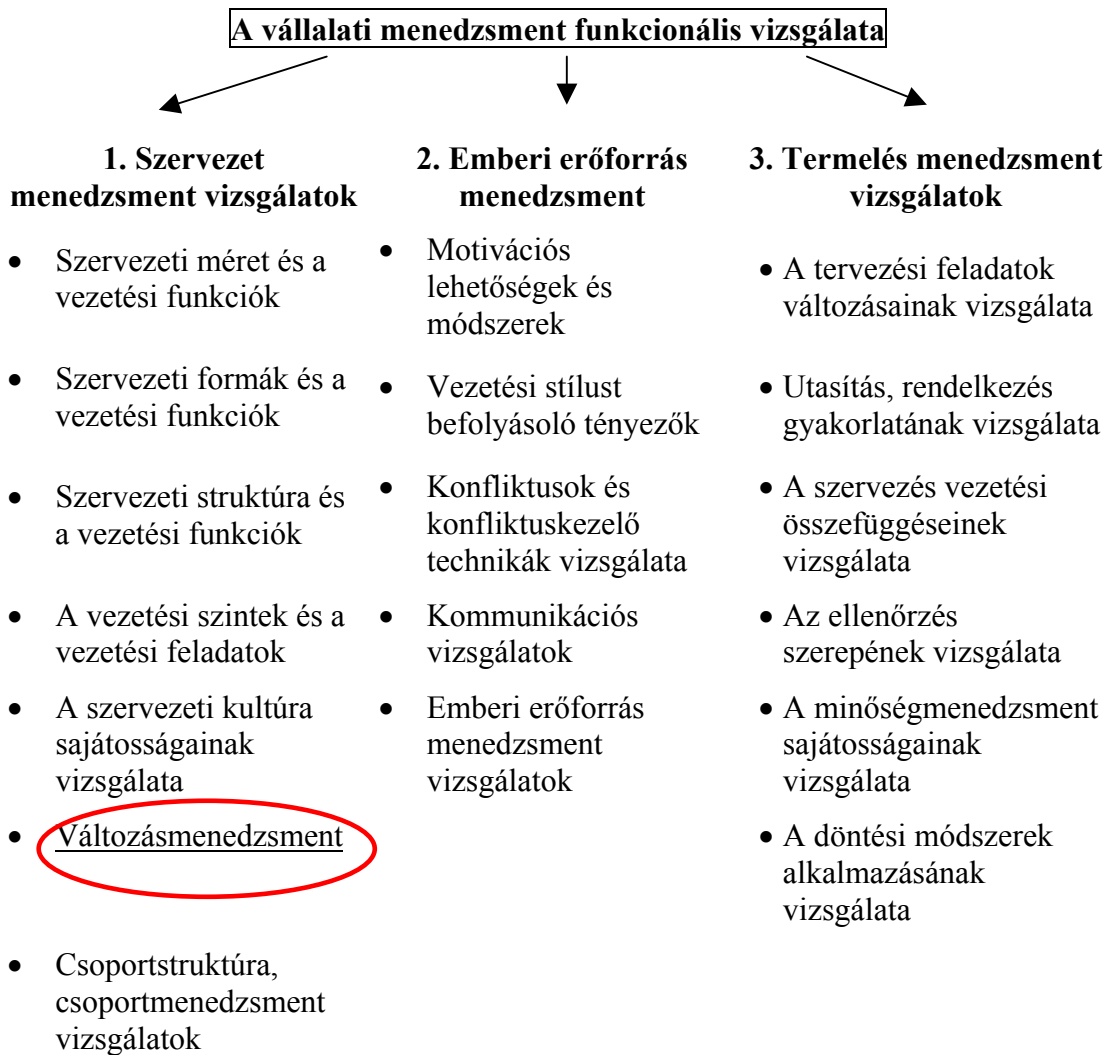 A vállalati menedzsment funkcionális vizsgálata
1. Szervezet
menedzsment vizsgálatok
• Szervezeti méret és a
vezetési funkciók
• Szervezeti formák és a
vezetési funkciók
• Szervezeti struktúra és
a vezetési funkciók
• A vezetési szintek és a
vezetési feladatok
• A szervezeti kultúra
sajátosságainak
vizsgálata
• Változásmenedzsment
• Csoportstruktúra,
csoportmenedzsment
vizsgálatok
2. Emberi erőforrás
menedzsment
• Motivációs
lehetőségek és
módszerek
• Vezetési stílust
befolyásoló tényezők
• Konfliktusok és
konfliktuskezelő
technikák vizsgálata
• Kommunikációs
vizsgálatok
• Emberi erőforrás
menedzsment
vizsgálatok
3. Termelés menedzsment
vizsgálatok
• A tervezési feladatok
változásainak vizsgálata
• Utasítás, rendelkezés
gyakorlatának vizsgálata
• A szervezés vezetési
összefüggéseinek
vizsgálata
• Az ellenőrzés
szerepének vizsgálata
• A minőségmenedzsment
sajátosságainak
vizsgálata
• A döntési módszerek
alkalmazásának
vizsgálata